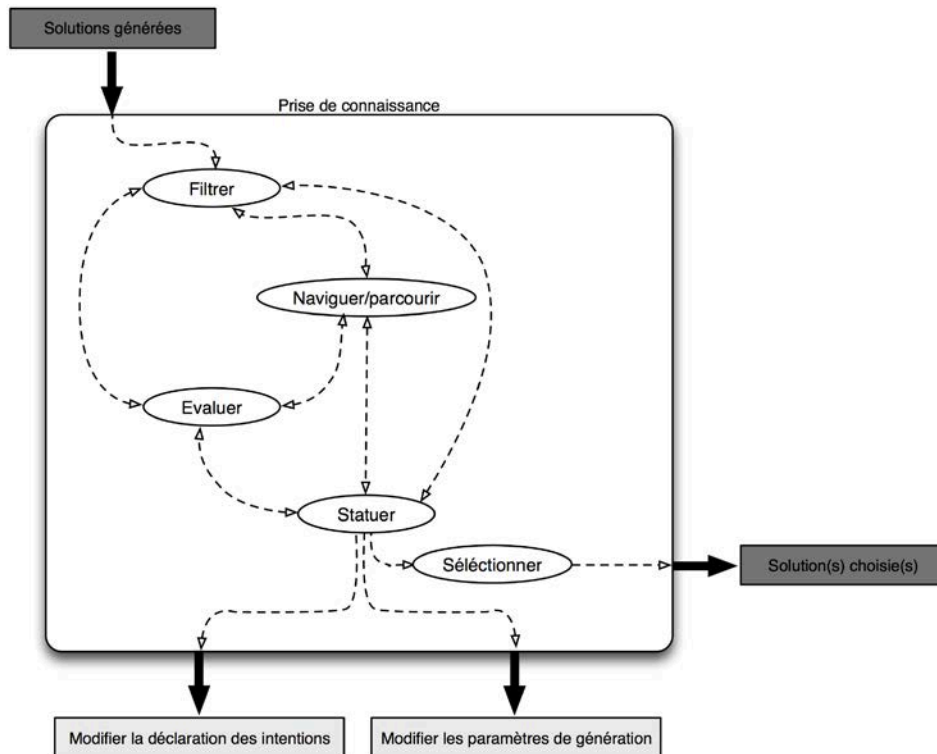 Solutions générées
Prise de connaissance
Filtrer
Naviguer/parcourir
Evaluer
Statuer
Séléctionner
Solution(s) choisie(s)
Modifier la déclaration des intentions
Modifier les paramètres de génération